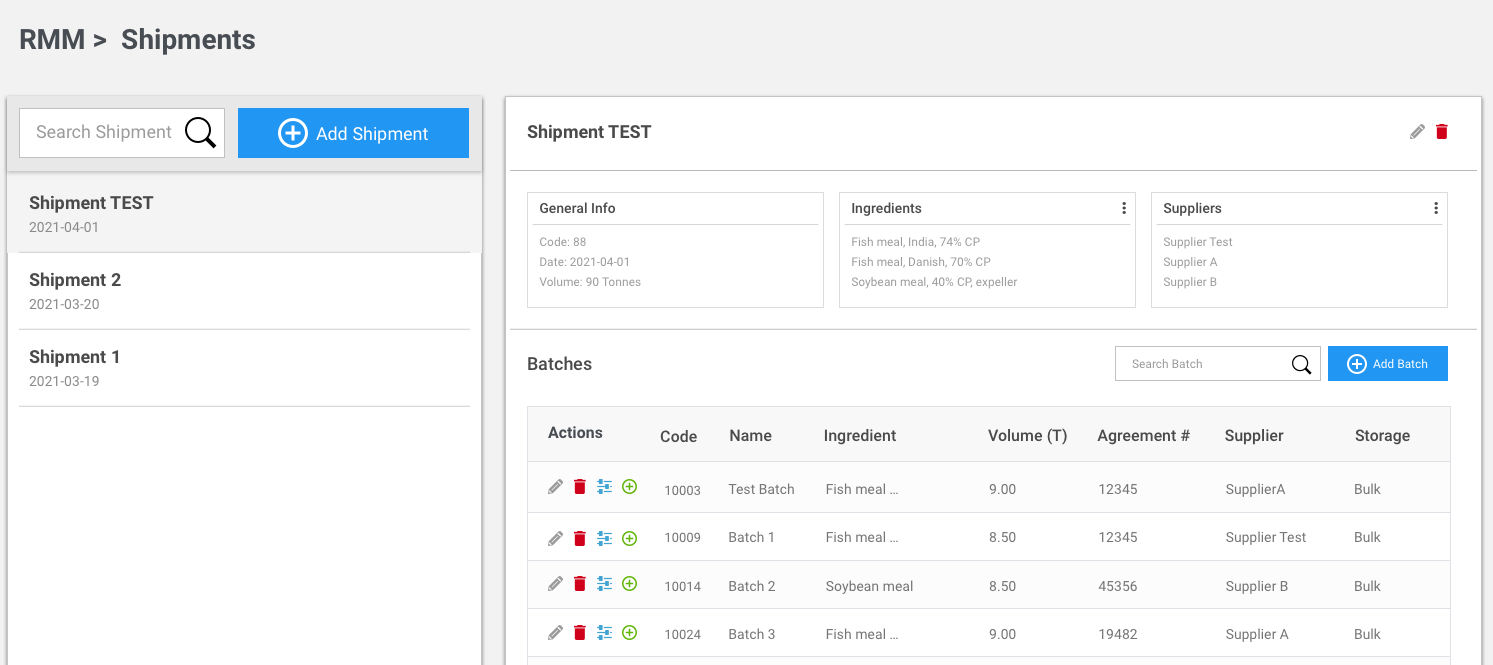 RMM > Shipments
Search Shipment
Add Shipment
Shipment TEST
2021-04-01
Shipment 2
2021-03-20
Shipment 1
2021-03-19
Shipment TEST
General Info
Code: 88
Date: 2021-04-01
Volume: 90 Tonnes
Ingredients
Fish meal, India, 74% CP
Fish meal, Danish, 70% CP
Soybean meal, 40% CP, expeller
Suppliers
Supplier Test
Supplier A
Supplier B
Batches
Search Batch
Add Batch
Actions Code Name Ingredient Volume (T) Agreement # Supplier Storage
10003 Test Batch Fish meal ... 9.00 12345 SupplierA Bulk
10009 Batch 1 Fish meal ... 8.50 12345 Supplier Test Bulk
10014 Batch 2 Soybean meal 8.50 45356 Supplier B Bulk
10024 Batch 3 Fish meal ... 9.00 19482 Supplier A Bulk